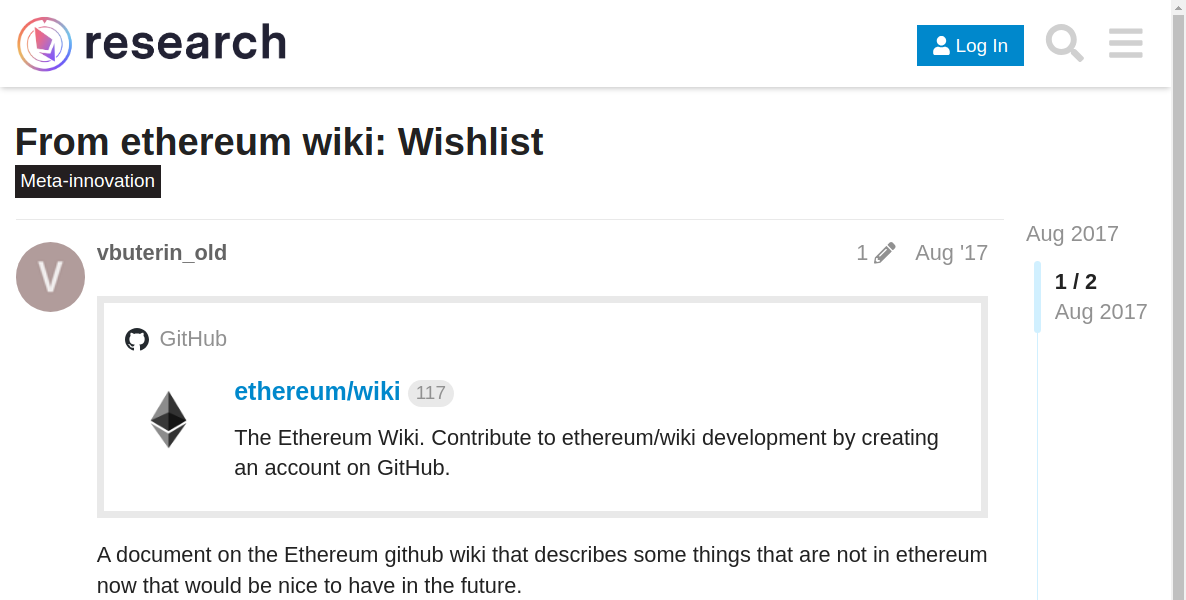 research
Log In
From ethereum wiki: Wishlist
Meta-innovation
Aug 2017
V
vbuterin_old
1
Aug '17
1 / 2
Aug 2017
GitHub
ethereum/wiki 117
The Ethereum Wiki. Contribute to ethereum/wiki development by creating
an account on GitHub.
A document on the Ethereum github wiki that describes some things that are not in ethereum
now that would be nice to have in the future.